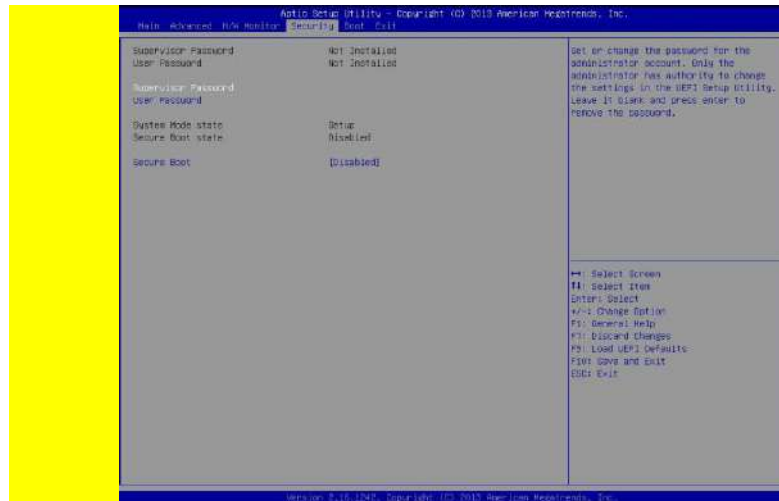 Aptio Setup Utility - Copyright (C) 2013 American Megatrends, Inc.
Main Advanced H/W Monitor Security Boot Exit
Supervisor Password Not Installed
User Password Not Installed
Supervisor Password
User Password
System Mode state Setup
Secure Boot state Disabled
Secure Boot [Disabled]
Set or change the password for the
administrator account. Only the
administrator has authority to change
the settings in the UEFI Setup Utility.
Leave it blank and press enter to
remove the password.
↔: Select Screen
↑↓: Select Item
Enter: Select
+/-: Change Option
F1: General Help
F7: Discard Changes
F9: Load UEFI Defaults
F10: Save and Exit
ESC: Exit
Version 2.16.1242. Copyright (C) 2013 American Megatrends, Inc.